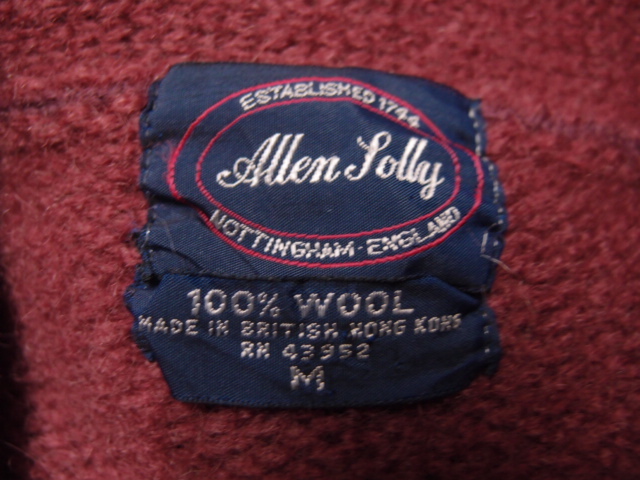 ESTABLISHED 1744
Allen Solly
NOTTINGHAM-ENGLAND
100% WOOL
MADE IN BRITISH HONG KONG
RN 43952
M